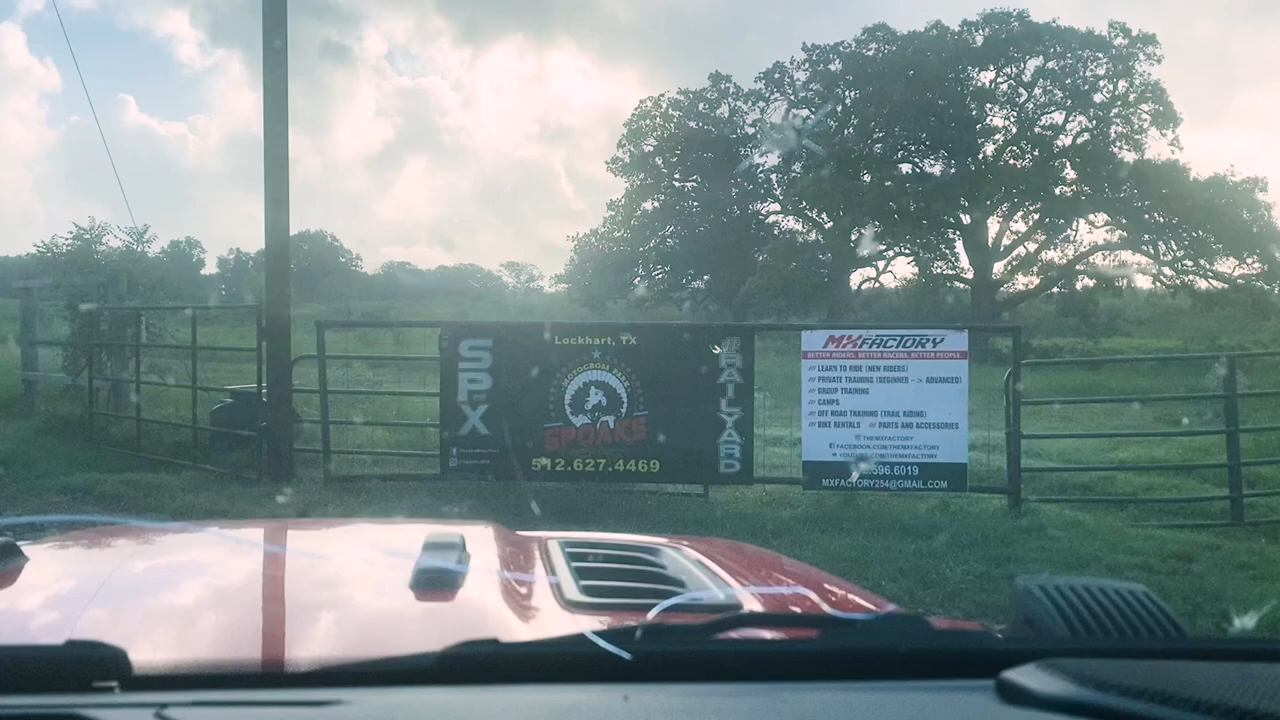 SPX
Lockhart, TX
MOTOCROSS PARK
SPOAKS
512.627.4469
RAILYARD
MX FACTORY
BETTER RIDERS. BETTER RACERS. BETTER PEOPLE.
/// LEARN TO RIDE (NEW RIDERS)
/// PRIVATE TRAINING (BEGINNER --> ADVANCED)
/// GROUP TRAINING
/// CAMPS
/// OFF ROAD TRAINING (TRAIL RIDING)
/// BIKE RENTALS /// PARTS AND ACCESSORIES
THEMXFACTORY
FACEBOOK.COM/THEMXFACTORY
YOUTUBE.COM/THEMXFACTORY
596.6019
MXFACTORY254@GMAIL.COM